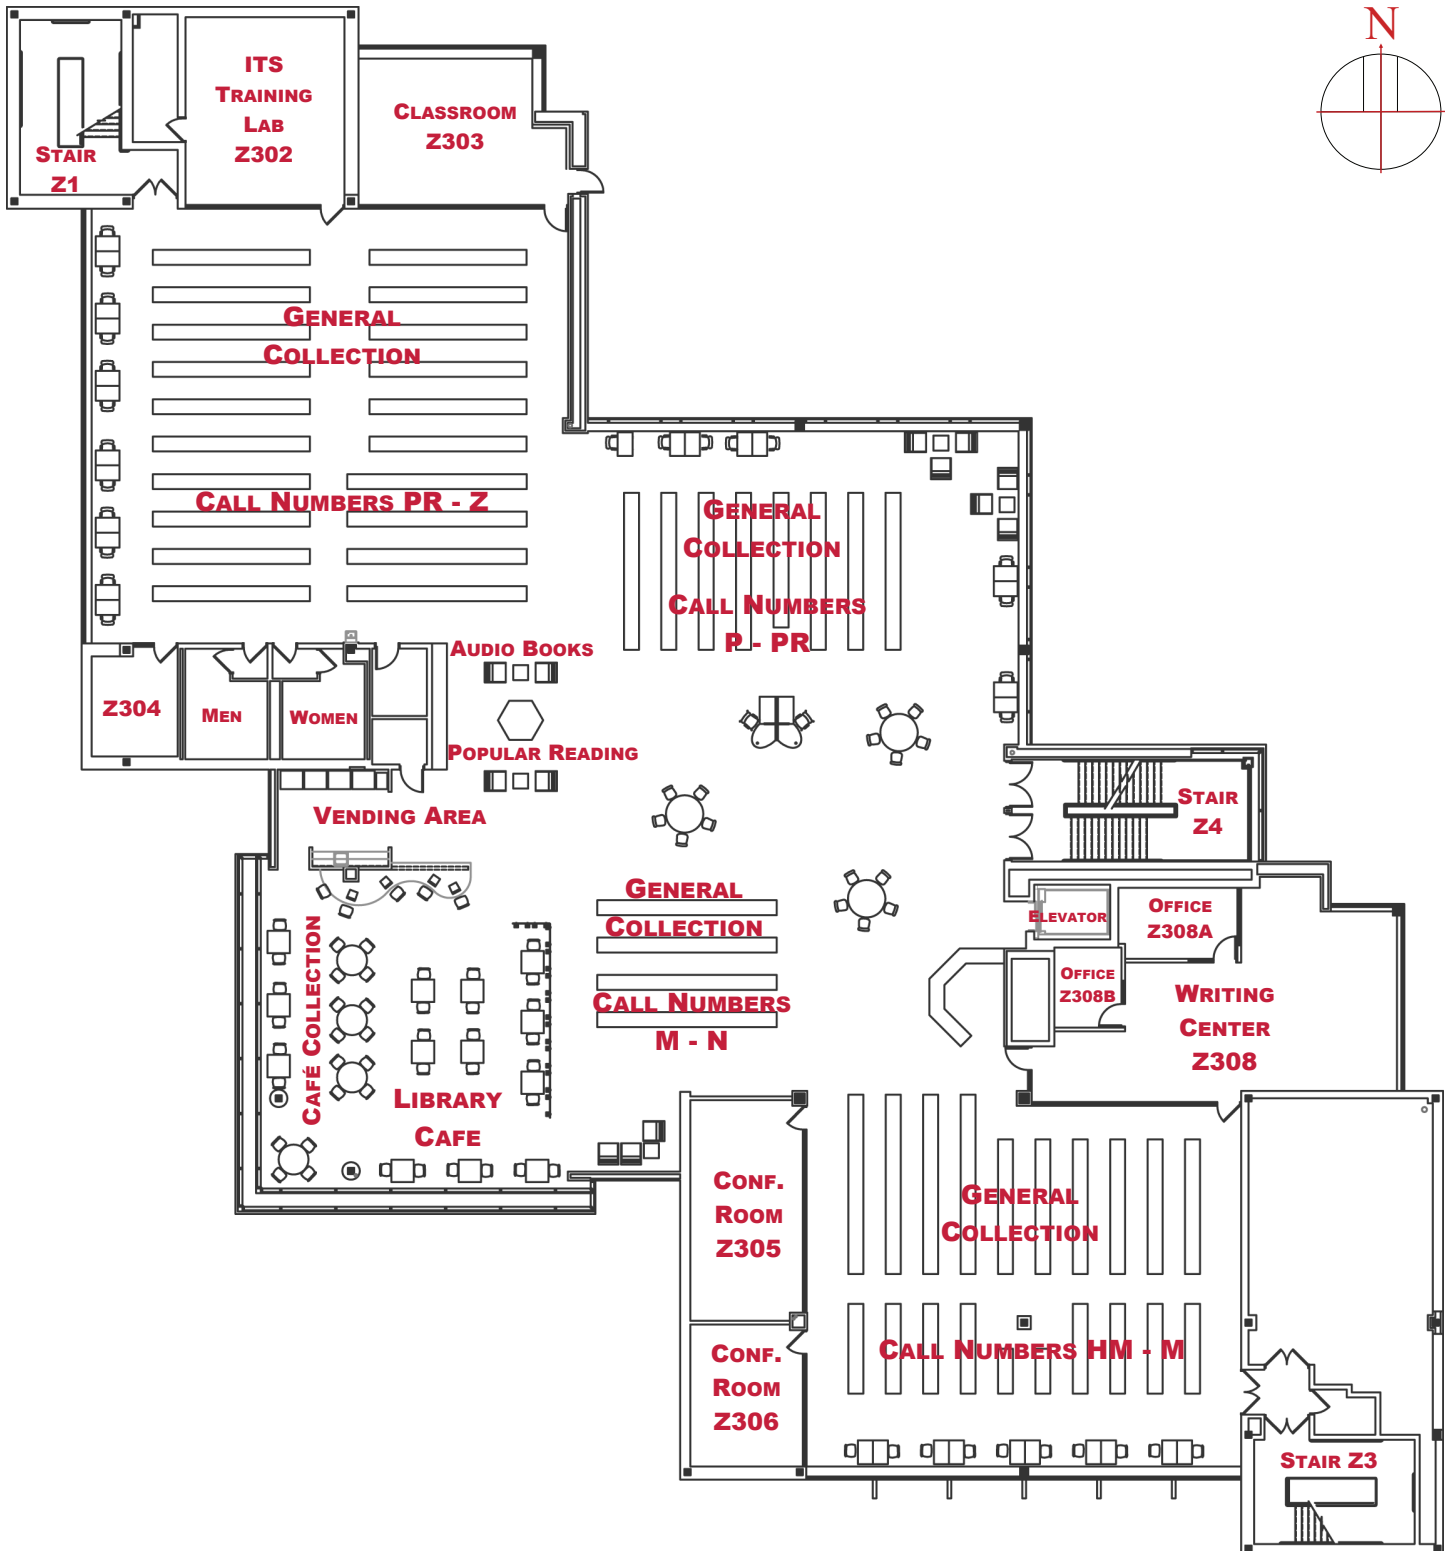 N
ITS
TRAINING
LAB
Z302
CLASSROOM
Z303
STAIR
Z1
GENERAL
COLLECTION
CALL NUMBERS PR - Z
GENERAL
COLLECTION
CALL NUMBERS
P - PR
AUDIO BOOKS
Z304
MEN
WOMEN
POPULAR READING
VENDING AREA
STAIR
Z4
GENERAL
COLLECTION
CALL NUMBERS
M - N
ELEVATOR
OFFICE
Z308A
OFFICE
Z308B
WRITING
CENTER
Z308
CAFÉ COLLECTION
LIBRARY
CAFE
CONF.
ROOM
Z305
GENERAL
COLLECTION
CALL NUMBERS HM - M
CONF.
ROOM
Z306
STAIR Z3